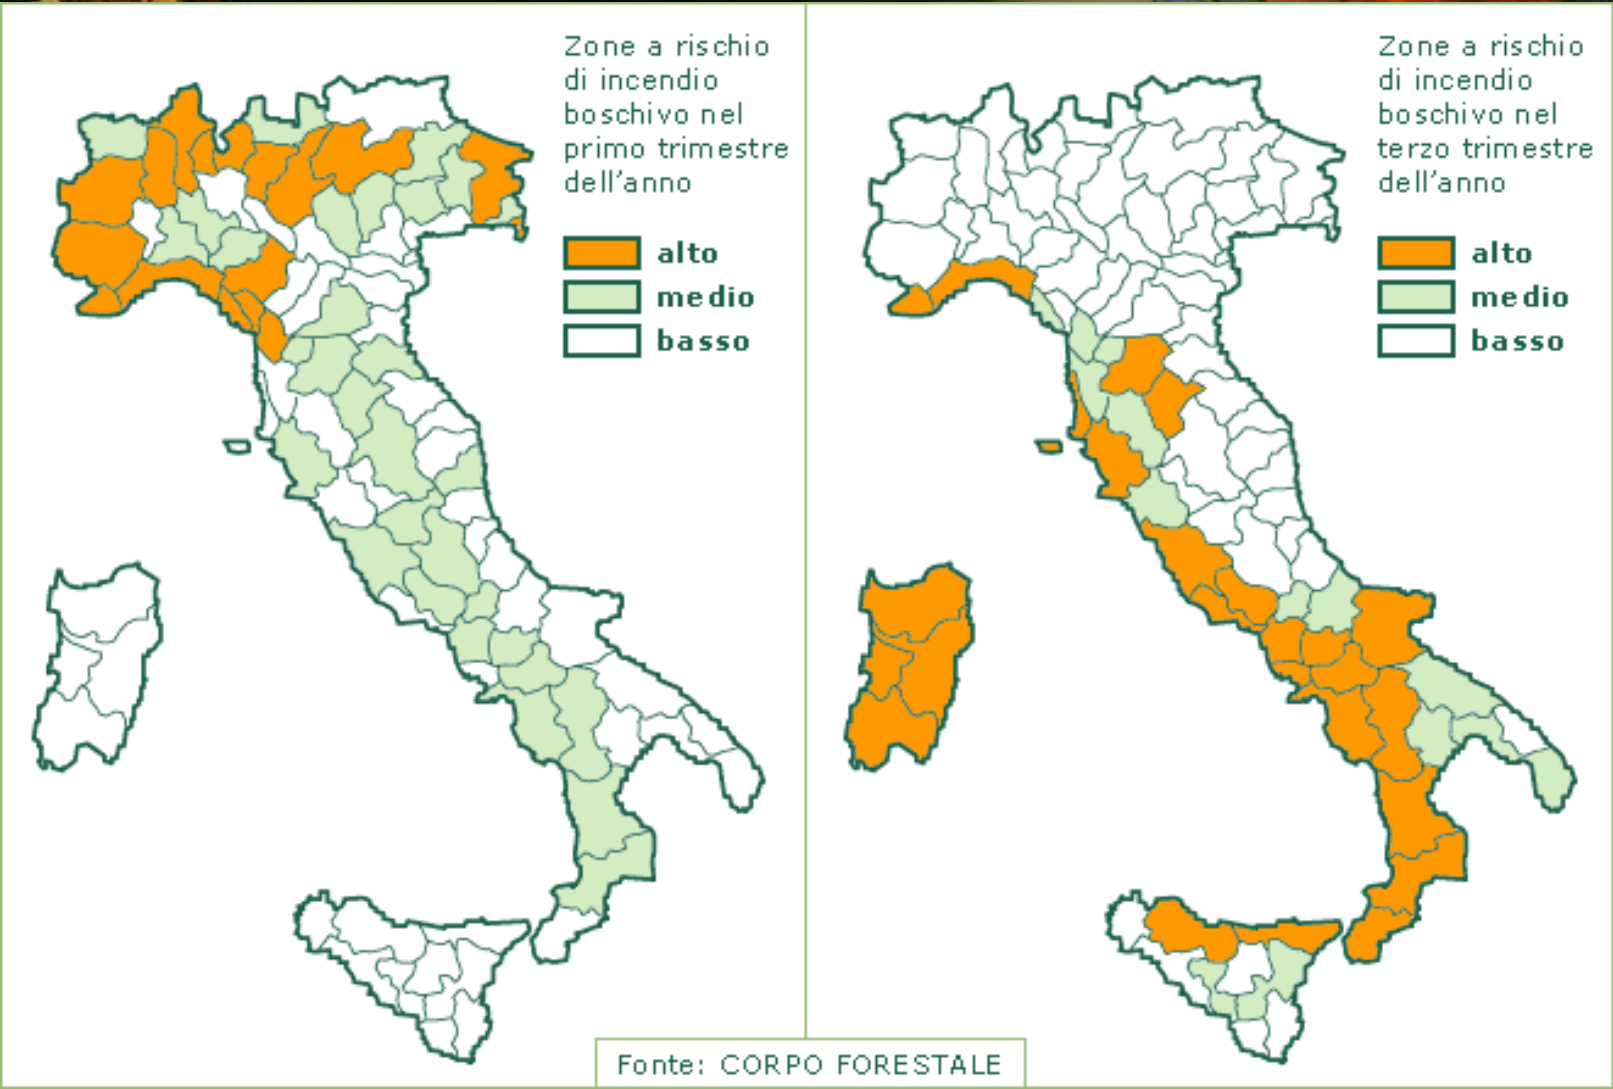 Zone a rischio
di incendio
boschivo nel
primo trimestre
dell'anno
alto
medio
basso
Zone a rischio
di incendio
boschivo nel
terzo trimestre
dell'anno
alto
medio
basso
Fonte: CORPO FORESTALE